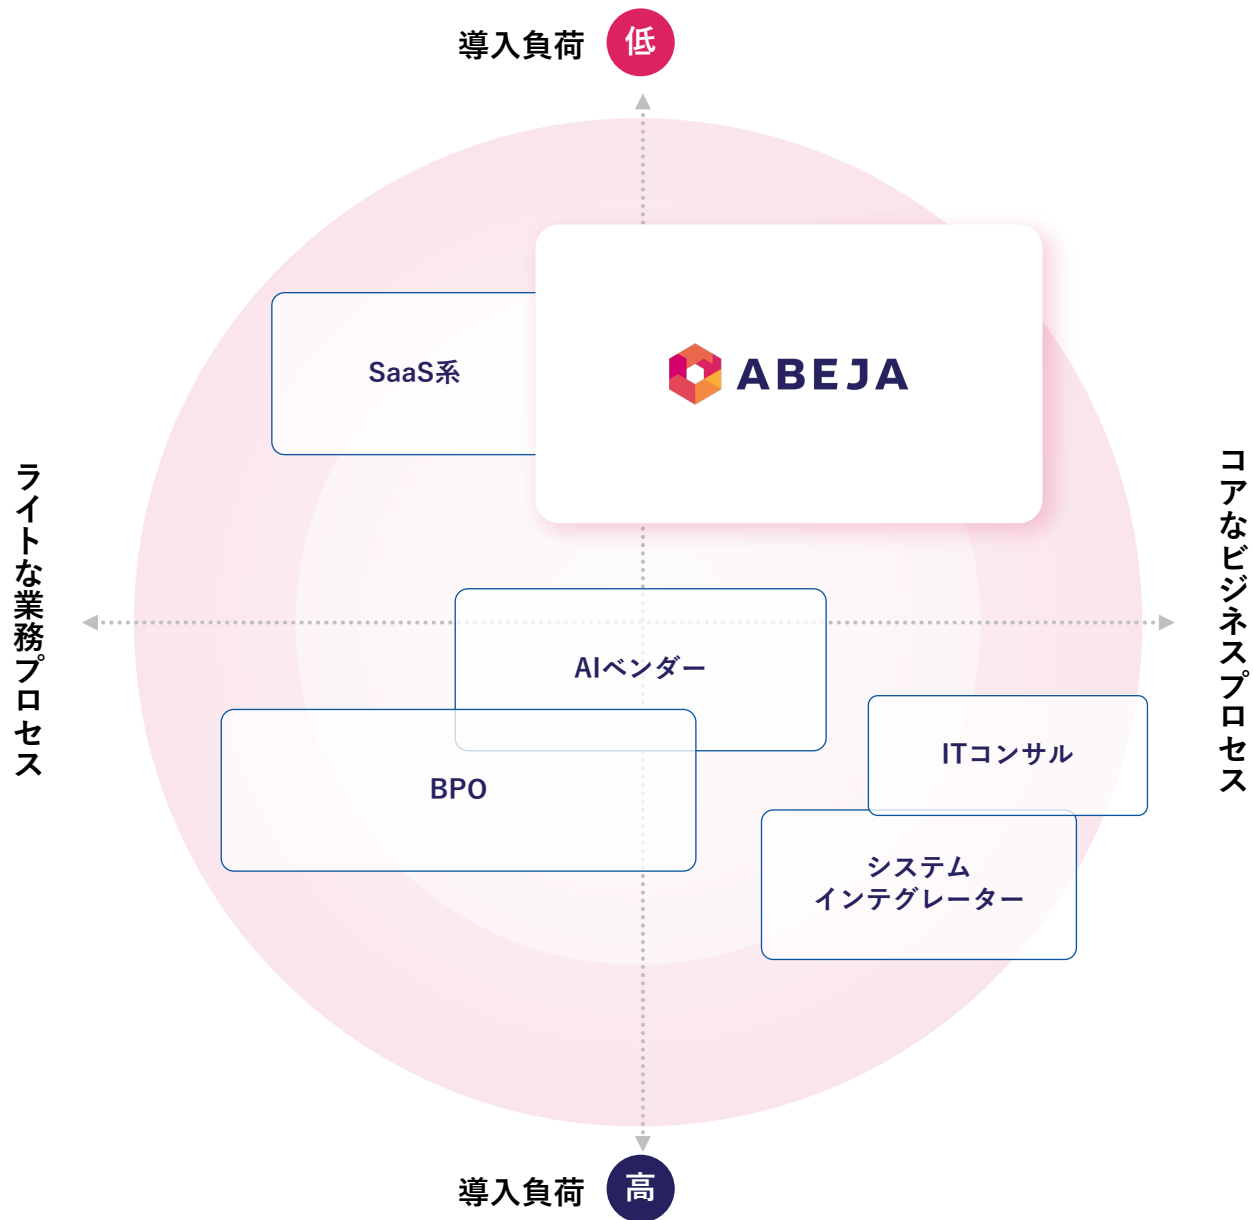 導入負荷 低
SaaS系
ABEJA
ライトな業務プロセス
コアなビジネスプロセス
AIベンダー
ITコンサル
BPO
システム
インテグレーター
導入負荷 高